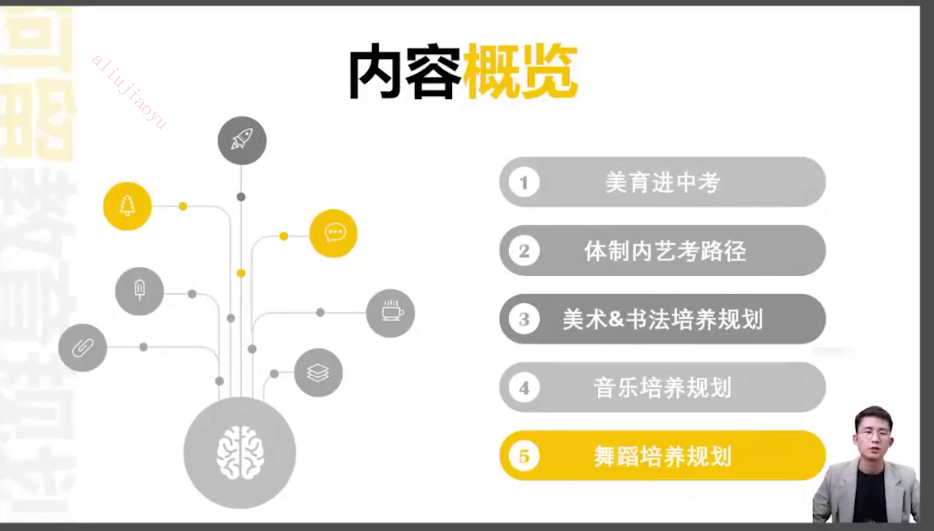 aliujiaoyu
内容概览
1 美育进中考
2 体制内艺考路径
3 美术&书法培养规划
4 音乐培养规划
5 舞蹈培养规划